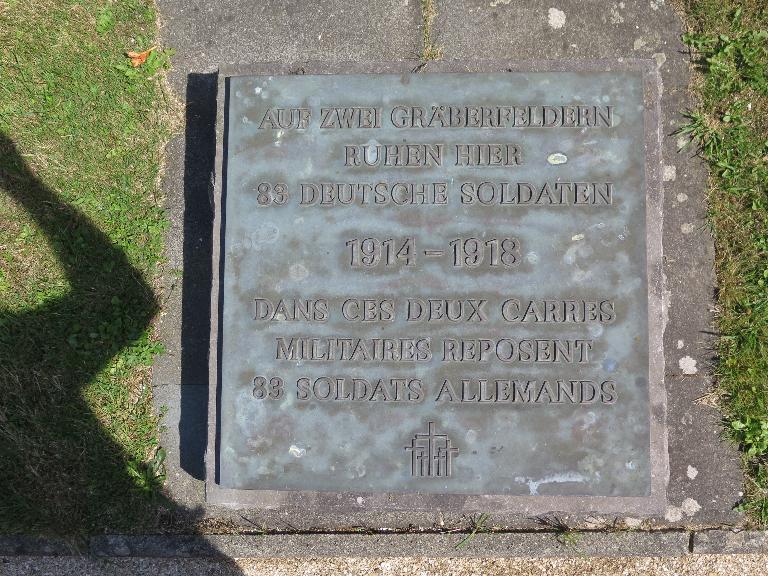 AUF ZWEI GRÄBERFELDERN
RUHEN HIER
83 DEUTSCHE SOLDATEN
1914 – 1918
DANS CES DEUX CARRES
MILITAIRES REPOSENT
83 SOLDATS ALLEMANDS